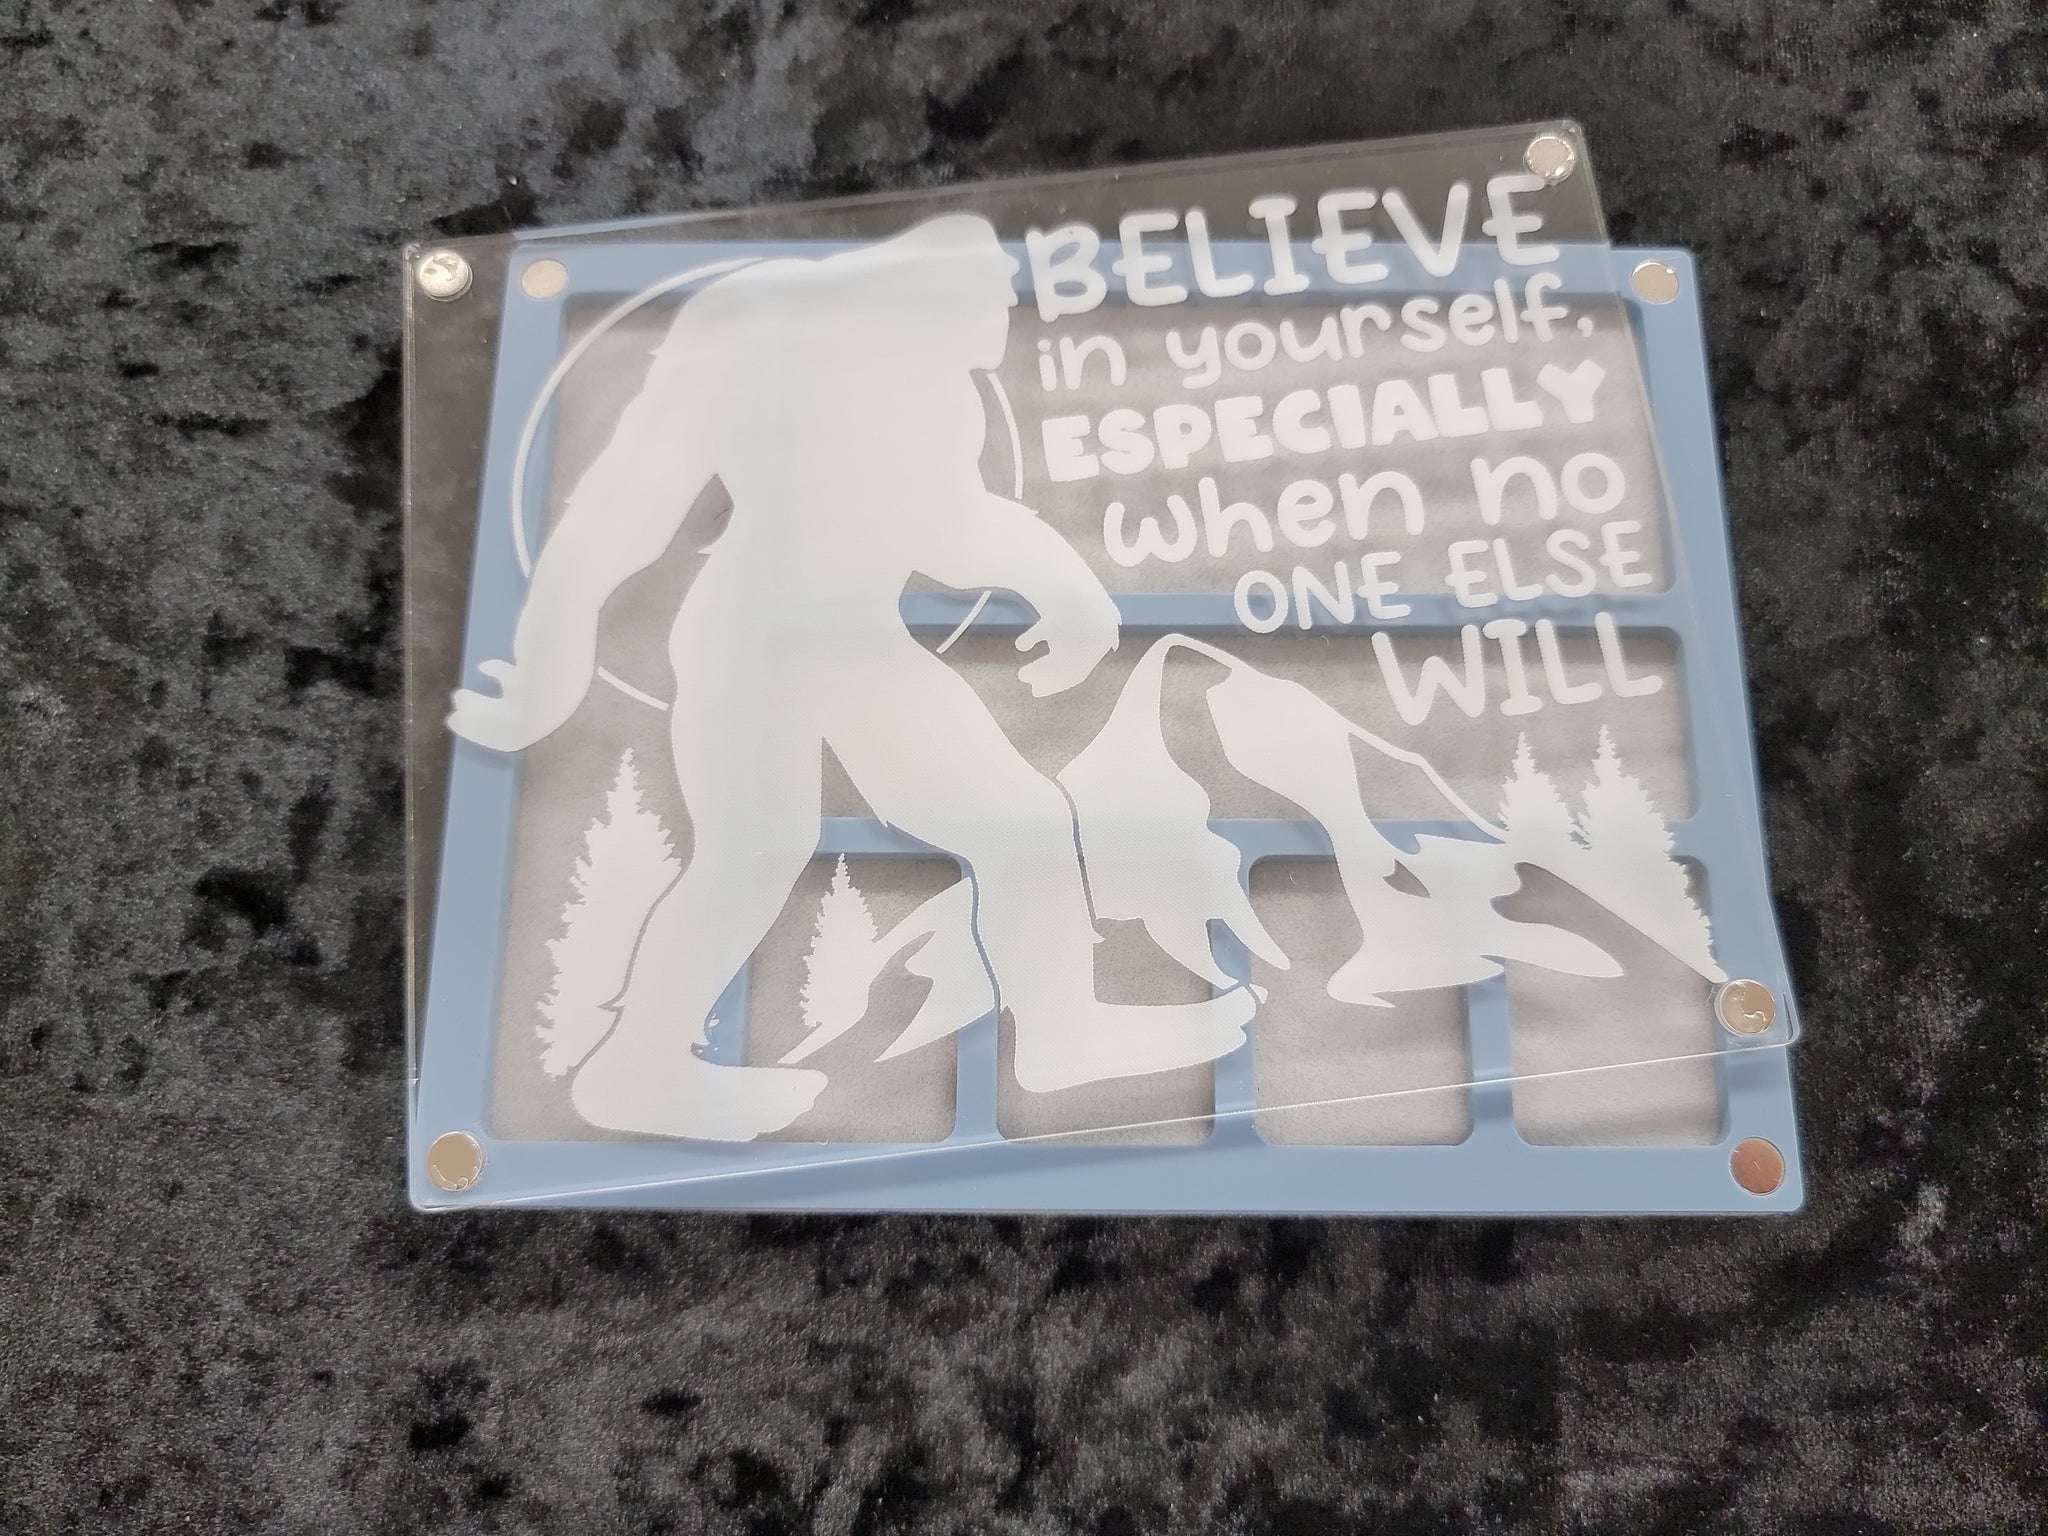 BELIEVE
in yourself,
ESPECIALLY
when no
ONE ELSE
WILL